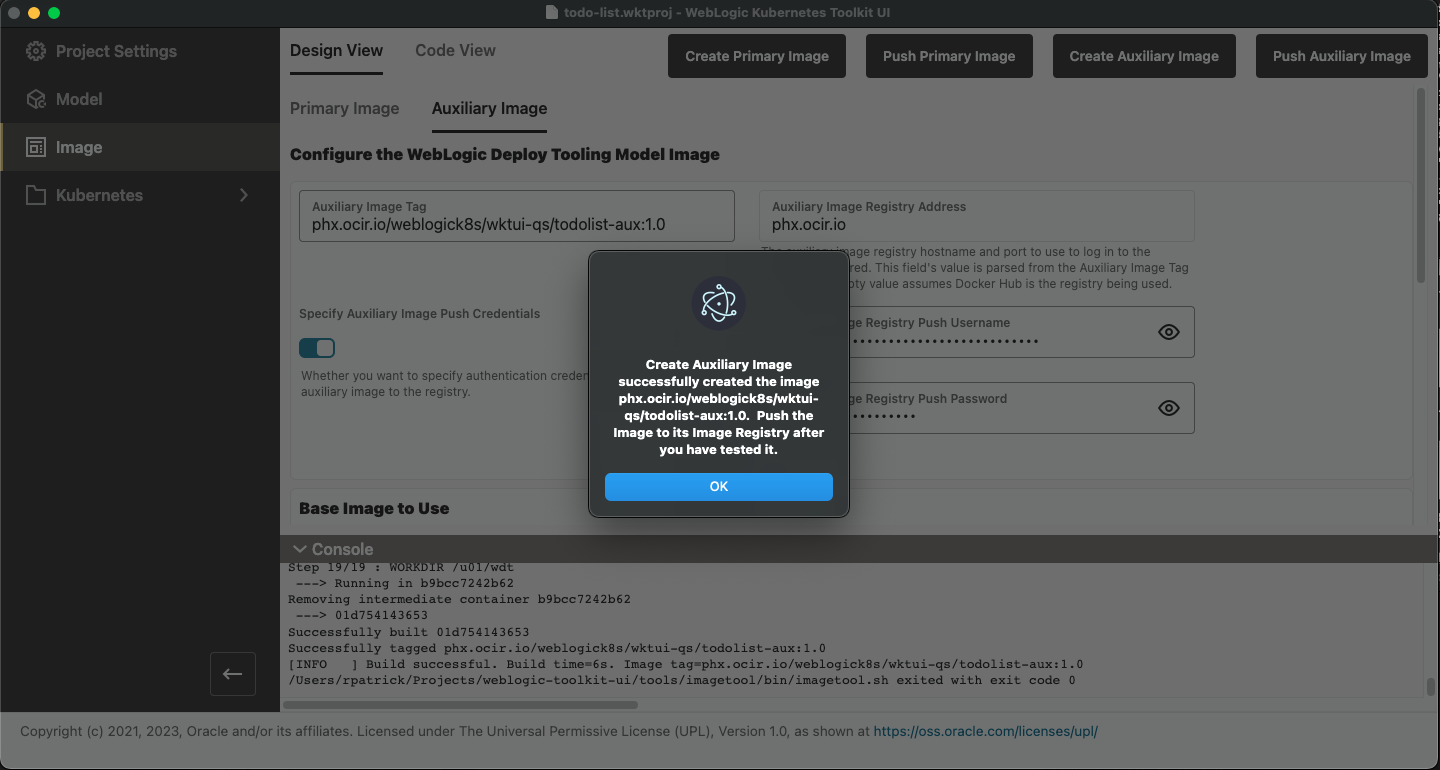 todo-list.wktproj - WebLogic Kubernetes Toolkit UI
Project Settings
Model
Image
Kubernetes
Design View
Code View
Create Primary Image
Push Primary Image
Create Auxiliary Image
Push Auxiliary Image
Primary Image
Auxiliary Image
Configure the WebLogic Deploy Tooling Model Image
Auxiliary Image Tag
phx.ocir.io/weblogick8s/wktui-qs/todolist-aux:1.0
Auxiliary Image Registry Address
phx.ocir.io
The auxiliary image registry hostname and port to use to log in to the
red. This field's value is parsed from the Auxiliary Image Tag
value assumes Docker Hub is the registry being used.
Specify Auxiliary Image Push Credentials
Whether you want to specify authentication
auxiliary image to the registry.
Registry Push Username
Registry Push Password
Create Auxiliary Image
successfully created the image
phx.ocir.io/weblogick8s/wktui-
qs/todolist-aux:1.0. Push the
Image to its Image Registry after
you have tested it.
OK
Base Image to Use
Console
Step 19/19 : WORKDIR /u01/wdt
---> Running in b9bcc7242b62
Removing intermediate container b9bcc7242b62
---> 01d754143653
Successfully built 01d754143653
Successfully tagged phx.ocir.io/weblogick8s/wktui-qs/todolist-aux:1.0
[INFO   ] Build successful. Build time=6s. Image tag=phx.ocir.io/weblogick8s/wktui-qs/todolist-aux:1.0
/Users/rpatrick/Projects/weblogic-toolkit-ui/tools/imagetool/bin/imagetool.sh exited with exit code 0
Copyright (c) 2021, 2023, Oracle and/or its affiliates. Licensed under The Universal Permissive License (UPL), Version 1.0, as shown at https://oss.oracle.com/licenses/upl/